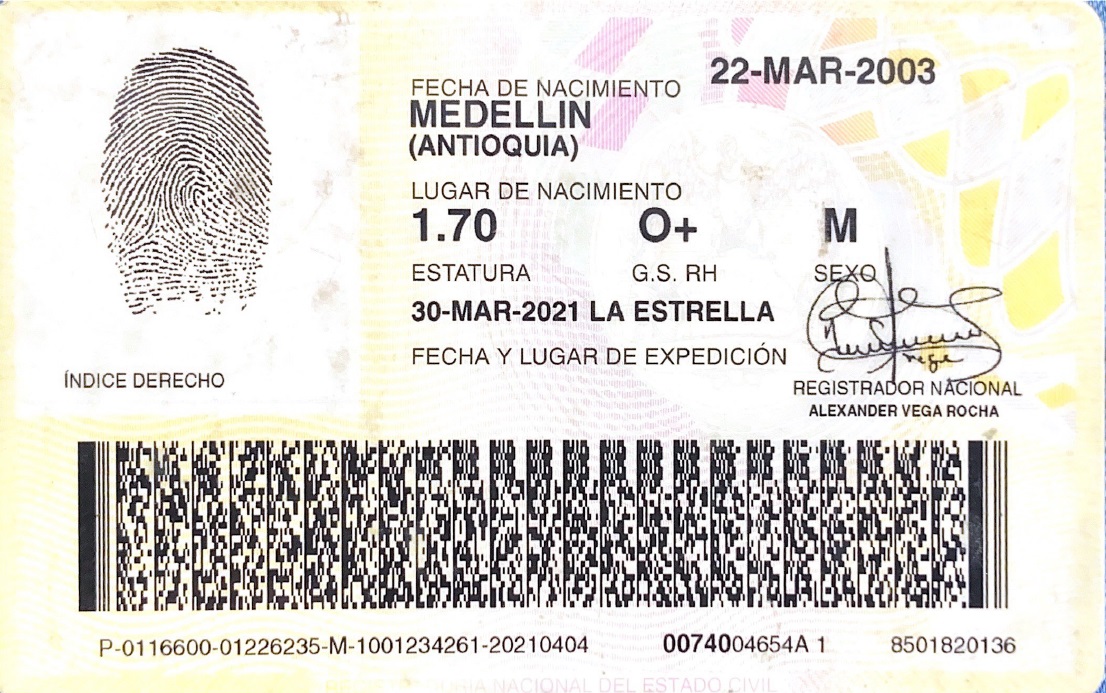 22-MAR-2003
FECHA DE NACIMIENTO
MEDELLIN
(ANTIOQUIA)
LUGAR DE NACIMIENTO
1.70 O+ M
ESTATURA G.S. RH SEXO
30-MAR-2021 LA ESTRELLA
FECHA Y LUGAR DE EXPEDICIÓN
ÍNDICE DERECHO
REGISTRADOR NACIONAL
ALEXANDER VEGA ROCHA
P-0116600-01226235-M-1001234261-20210404 0074004654A 1 8501820136
NACIONAL DEL ESTADO CIVIL